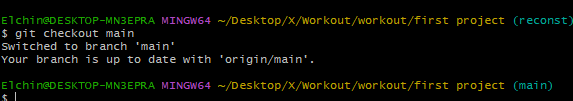 Elchin@DESKTOP-MN3EPRA MINGW64 ~/Desktop/X/Workout/workout/first project (reconst)
$ git checkout main
Switched to branch 'main'
Your branch is up to date with 'origin/main'.
Elchin@DESKTOP-MN3EPRA MINGW64 ~/Desktop/X/Workout/workout/first project (main)
$